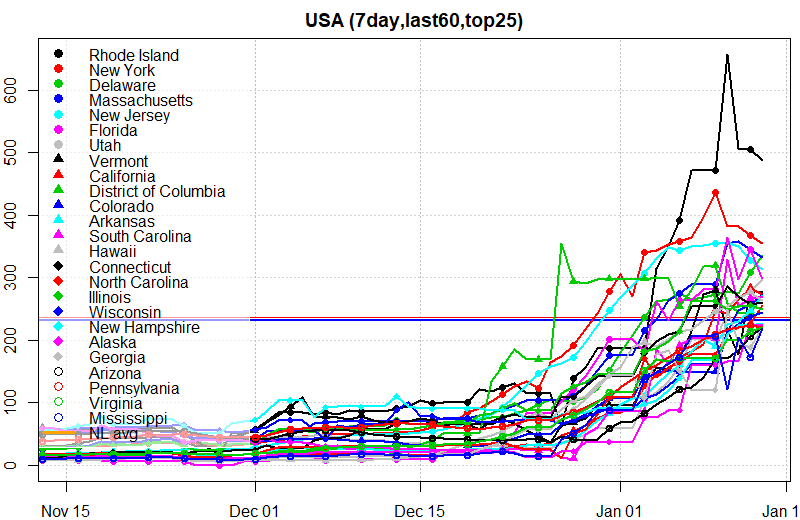 USA (7day,last60,top25)
600
500
400
300
200
100
0
Rhode Island
New York
Delaware
Massachusetts
New Jersey
Florida
Utah
Vermont
California
District of Columbia
Colorado
Arkansas
South Carolina
Hawaii
Connecticut
North Carolina
Illinois
Wisconsin
New Hampshire
Alaska
Georgia
Arizona
Pennsylvania
Virginia
Mississippi
NL avg
Nov 15 Dec 01 Dec 15 Jan 01 Jan 1